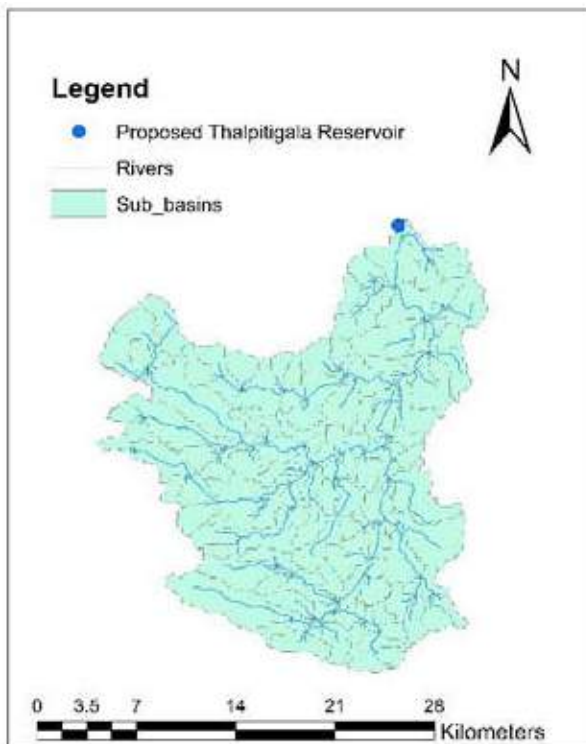 N
Legend
Proposed Thalpitigala Reservoir
Rivers
Sub_basins
0 3.5 7 14 21 28
Kilometers